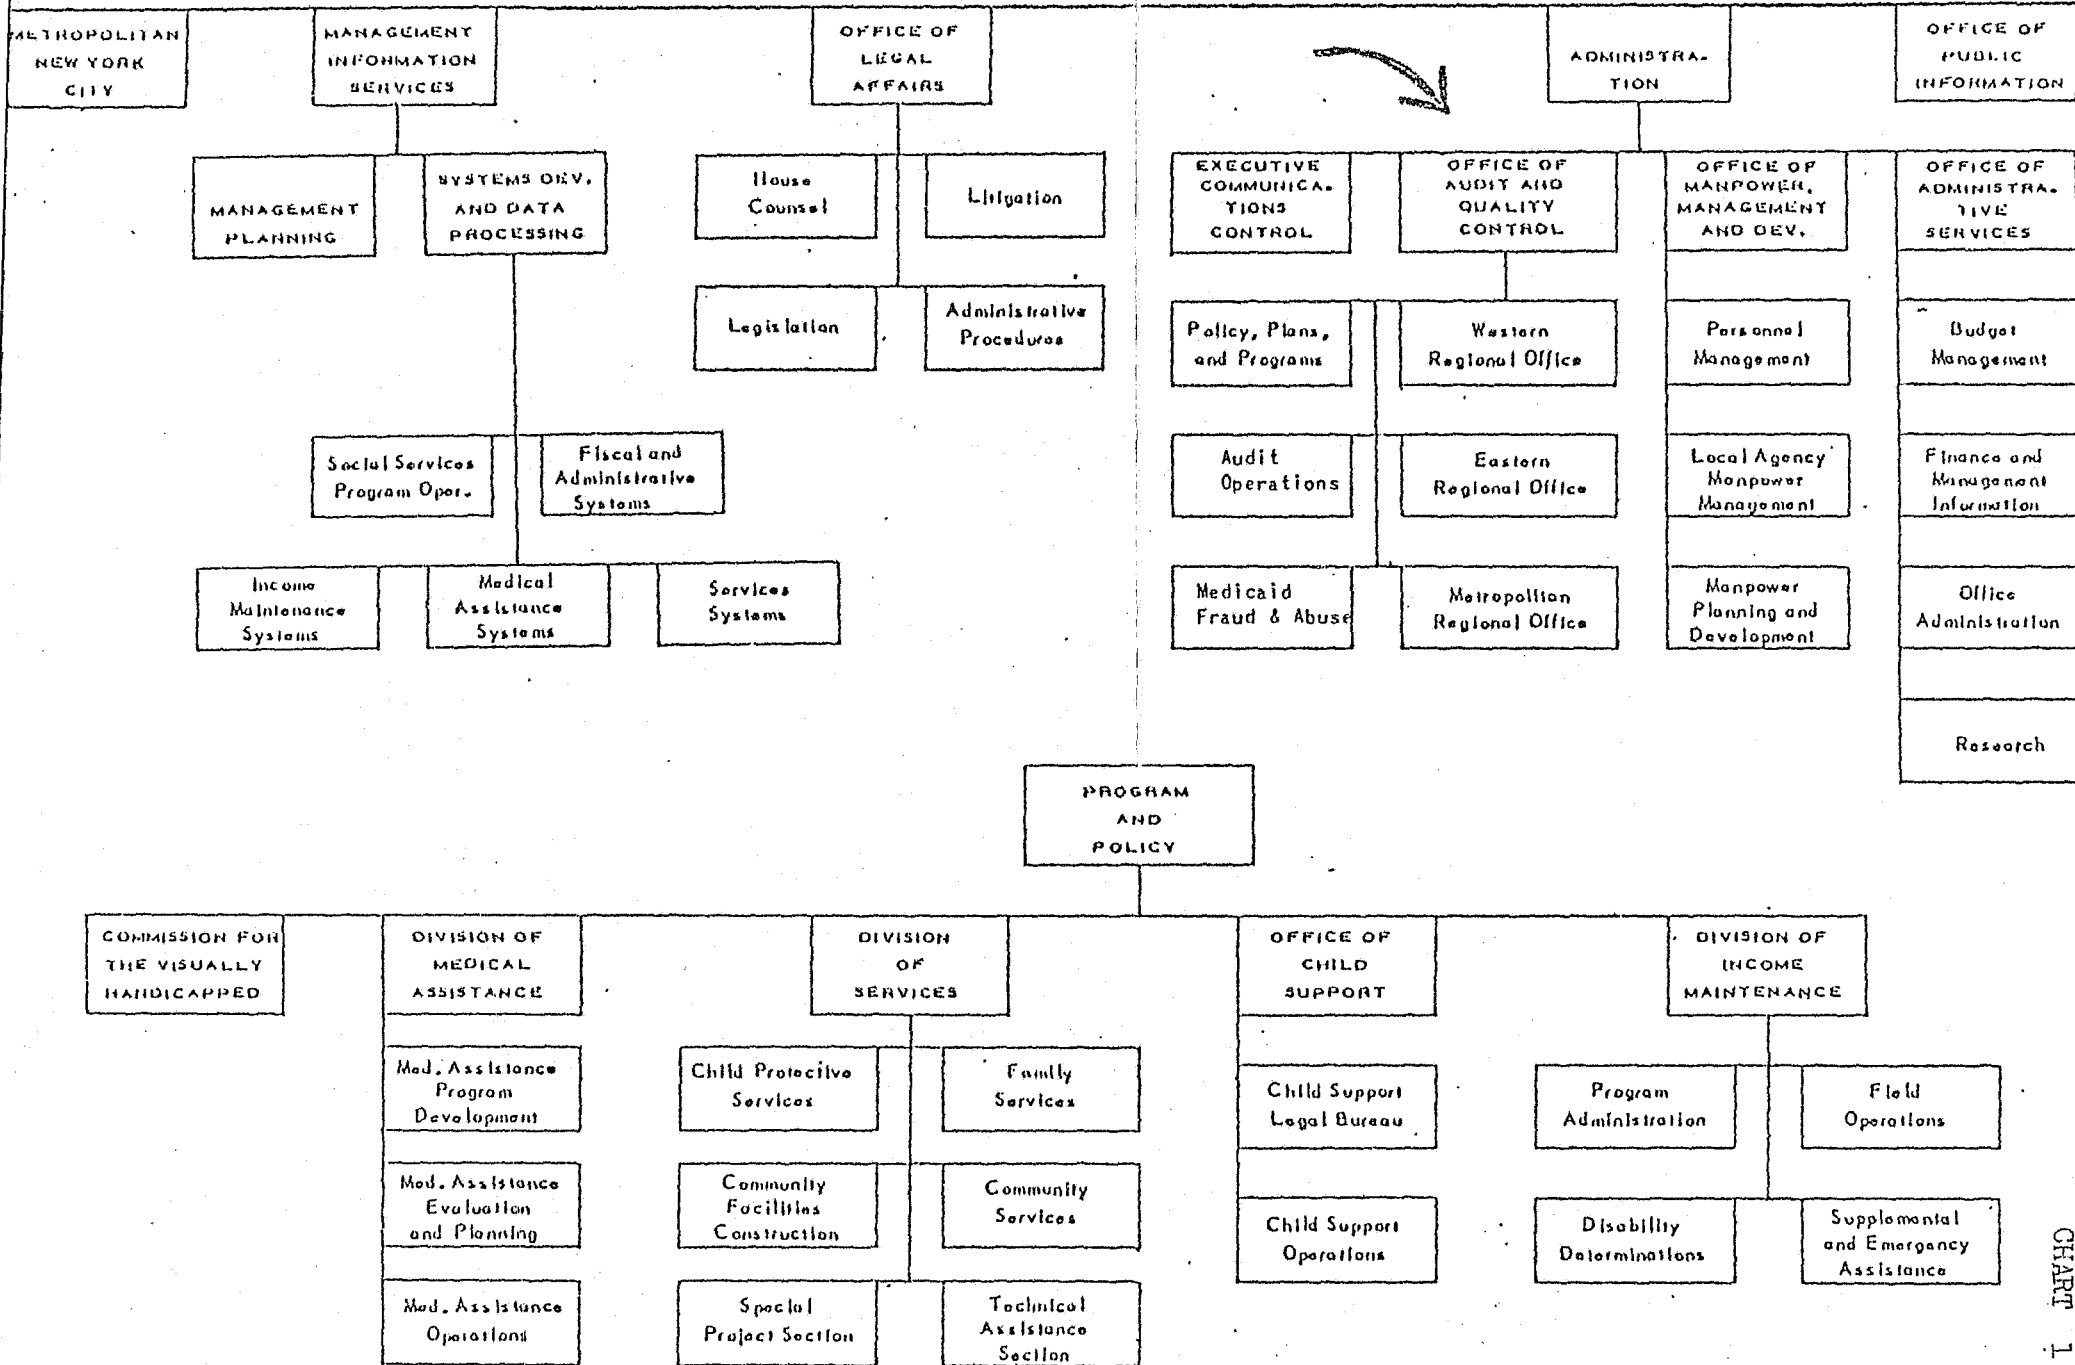 METROPOLITAN
NEW YORK
CITY
MANAGEMENT
INFORMATION
SERVICES
OFFICE OF
LEGAL
AFFAIRS
ADMINISTRA-
TION
OFFICE OF
PUBLIC
INFORMATION
MANAGEMENT
PLANNING
SYSTEMS DEV.
AND DATA
PROCESSING
House
Counsel
Litigation
EXECUTIVE
COMMUNICA-
TIONS
CONTROL
OFFICE OF
AUDIT AND
QUALITY
CONTROL
OFFICE OF
MANPOWER,
MANAGEMENT
AND DEV.
OFFICE OF
ADMINISTRA-
TIVE
SERVICES
Legislation
Administrative
Procedures
Policy, Plans,
and Programs
Western
Regional Office
Personnel
Management
Budget
Management
Social Services
Program Oper.
Fiscal and
Administrative
Systems
Audit
Operations
Eastern
Regional Office
Local Agency
Manpower
Management
Finance and
Management
Information
Income
Maintenance
Systems
Medical
Assistance
Systems
Services
Systems
Medicaid
Fraud & Abuse
Metropolitan
Regional Office
Manpower
Planning and
Development
Office
Administration
Research
PROGRAM
AND
POLICY
COMMISSION FOR
THE VISUALLY
HANDICAPPED
DIVISION OF
MEDICAL
ASSISTANCE
DIVISION
OF
SERVICES
OFFICE OF
CHILD
SUPPORT
DIVISION OF
INCOME
MAINTENANCE
Med. Assistance
Program
Development
Child Protective
Services
Family
Services
Child Support
Legal Bureau
Program
Administration
Field
Operations
Med. Assistance
Evaluation
and Planning
Community
Facilities
Construction
Community
Services
Child Support
Operations
Disability
Determinations
Supplemental
and Emergency
Assistance
Med. Assistance
Operations
Special
Project Section
Technical
Assistance
Section
CHART 1